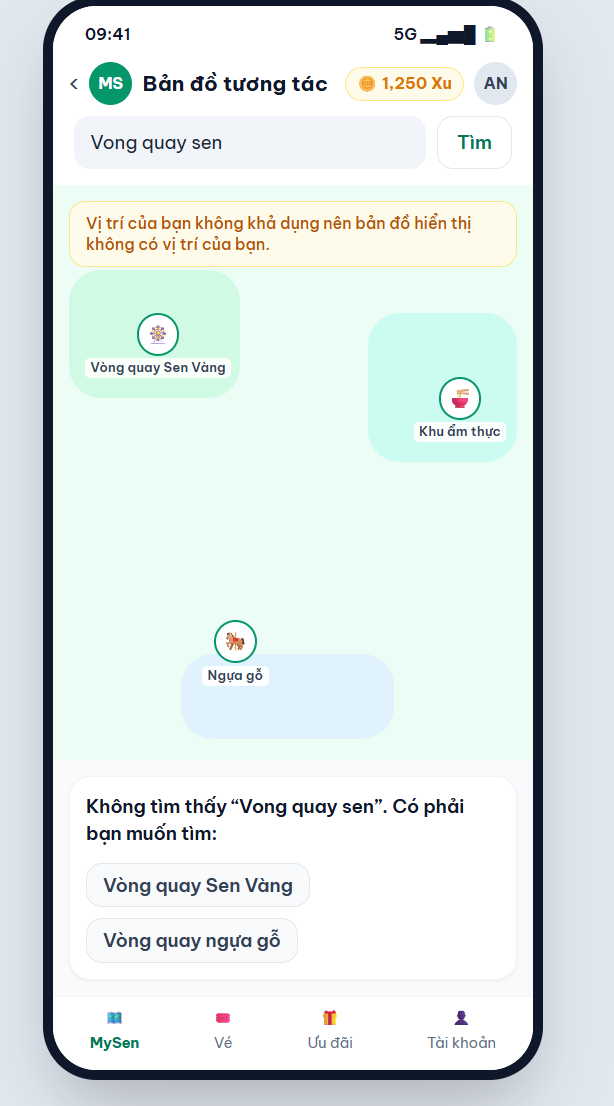 09:41
5G
‹ MS Bản đồ tương tác 1,250 Xu AN
Vong quay sen Tìm
Vị trí của bạn không khả dụng nên bản đồ hiển thị
không có vị trí của bạn.
Vòng quay Sen Vàng
Khu ẩm thực
Ngựa gỗ
Không tìm thấy “Vong quay sen”. Có phải
bạn muốn tìm:
Vòng quay Sen Vàng
Vòng quay ngựa gỗ
MySen Vé Ưu đãi Tài khoản